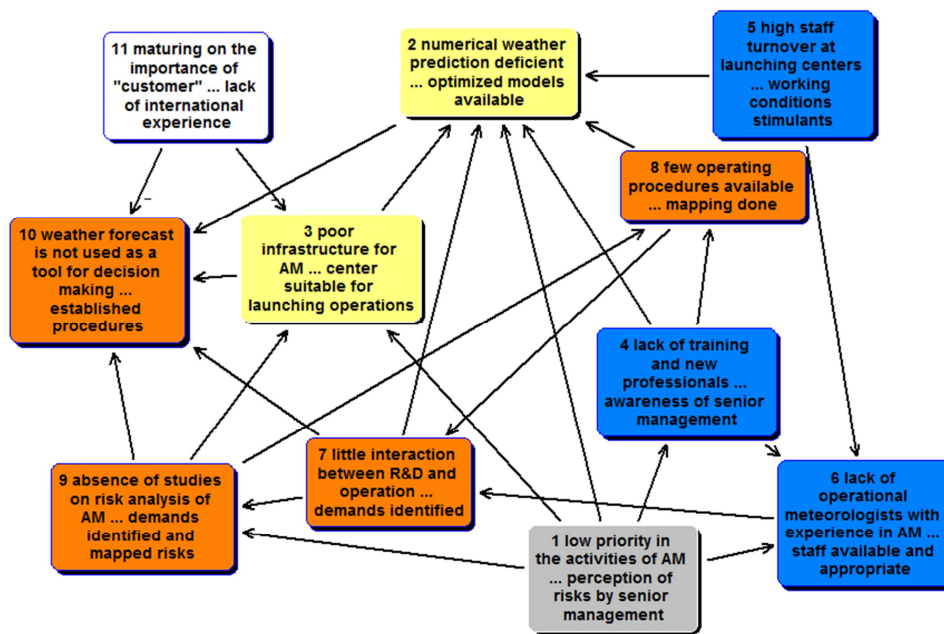 11 maturing on the
importance of
"customer" ... lack
of international
experience
2 numerical weather
prediction deficient
... optimized models
available
5 high staff
turnover at
launching centers
... working
conditions
stimulants
8 few operating
procedures available
... mapping done
10 weather forecast
is not used as a
tool for decision
making ...
established
procedures
3 poor
infrastructure for
AM ... center
suitable for
launching operations
4 lack of training
and new
professionals ...
awareness of senior
management
9 absence of studies
on risk analysis of
AM ... demands
identified and
mapped risks
7 little interaction
between R&D and
operation ...
demands identified
6 lack of
operational
meteorologists with
experience in AM ...
staff available and
appropriate
1 low priority in
the activities of AM
... perception of
risks by senior
management